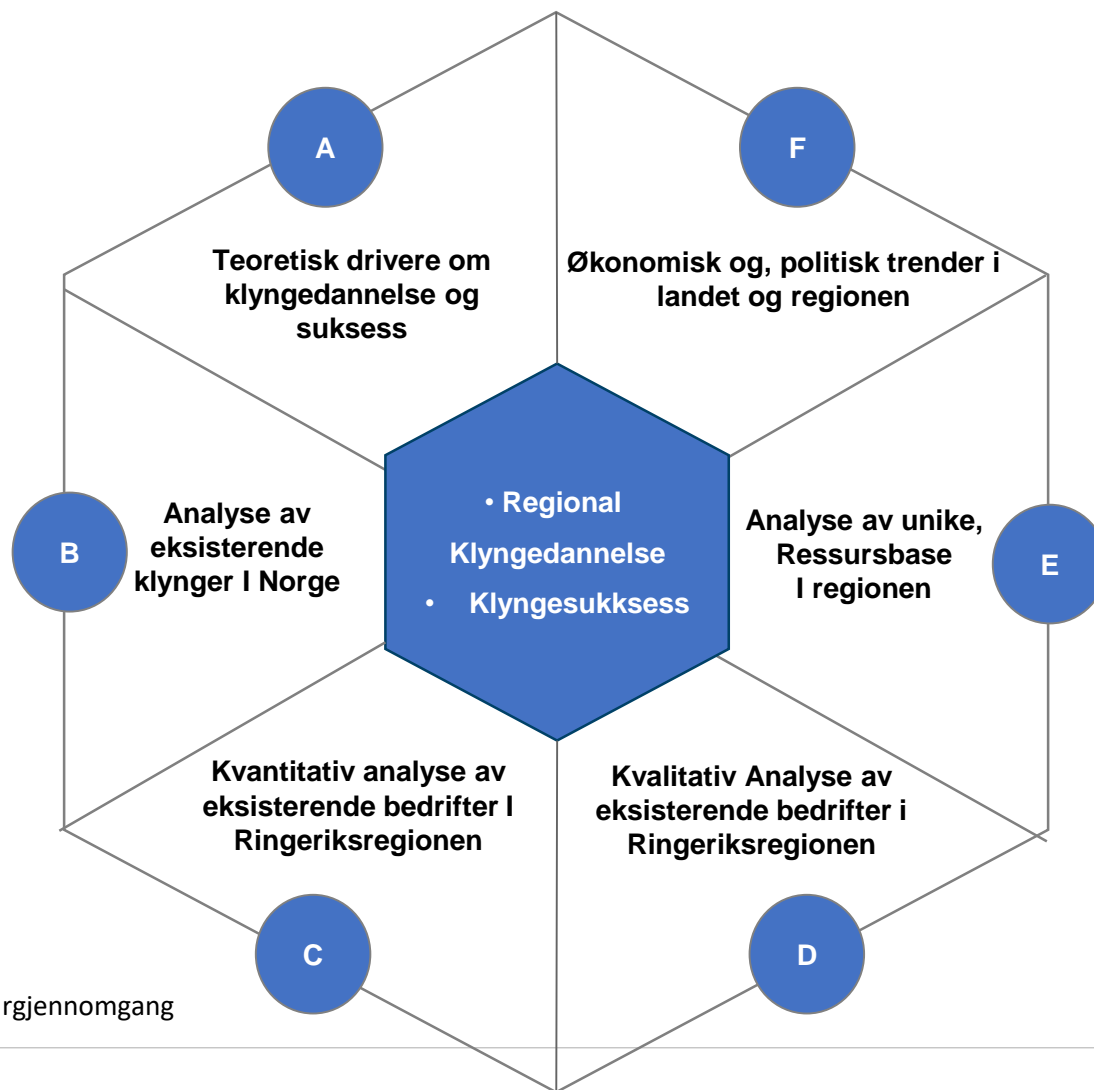 A
Teoretisk drivere om
klyngedannelse og
suksess
F
Økonomisk og, politisk trender i
landet og regionen
B
Analyse av
eksisterende
klynger I Norge
• Regional
Klyngedannelse
• Klyngesukksess
Analyse av unike,
Ressursbase
I regionen
E
Kvantitativ analyse av
eksisterende bedrifter I
Ringeriksregionen
C
Kvalitativ Analyse av
eksisterende bedrifter i
Ringeriksregionen
D
rgjennomgang